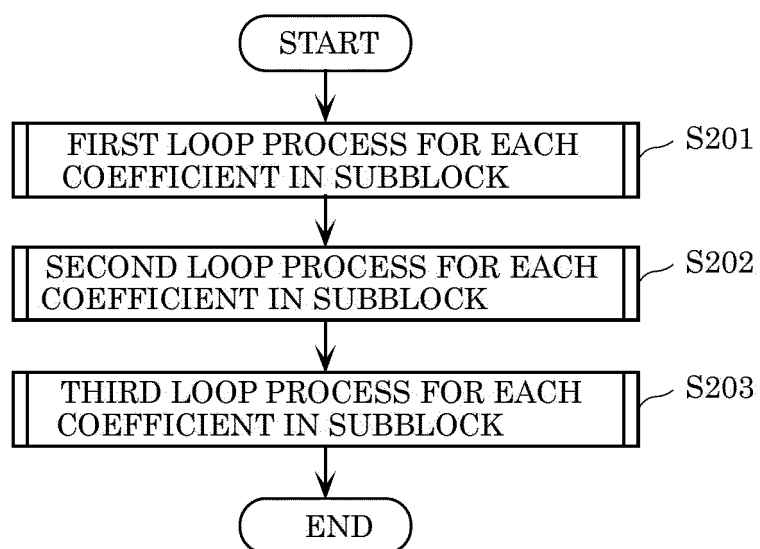 START
FIRST LOOP PROCESS FOR EACH
COEFFICIENT IN SUBBLOCK
S201
SECOND LOOP PROCESS FOR EACH
COEFFICIENT IN SUBBLOCK
S202
THIRD LOOP PROCESS FOR EACH
COEFFICIENT IN SUBBLOCK
S203
END